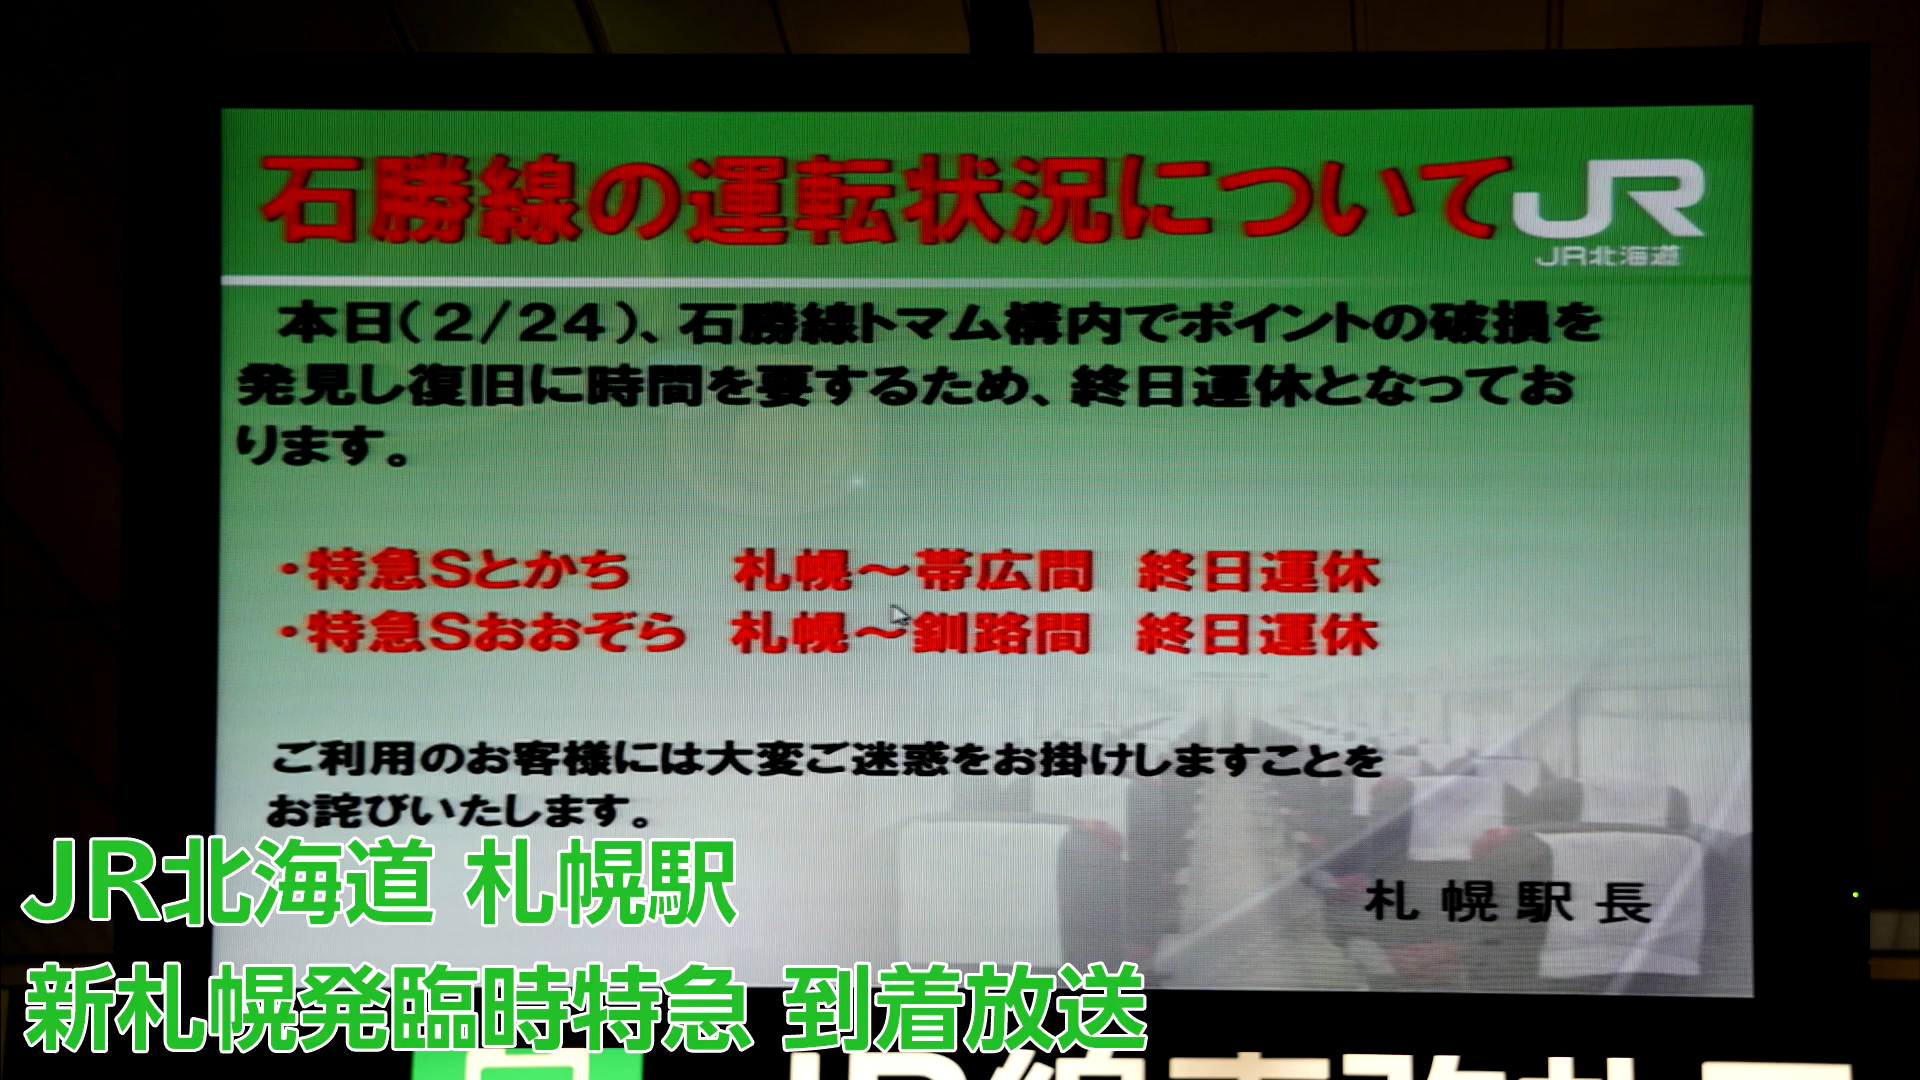 石勝線の運転状況について
JR
JR北海道
本日(2/24)、石勝線トマム構内でポイントの破損を
発見し復旧に時間を要するため、終日運休となってお
ります。
・特急Sとかち 札幌～帯広間 終日運休
・特急Sおおぞら 札幌～釧路間 終日運休
ご利用のお客様には大変ご迷惑をお掛けしますことを
お詫びいたします。
札幌駅長
JR北海道 札幌駅
新札幌発臨時特急 到着放送